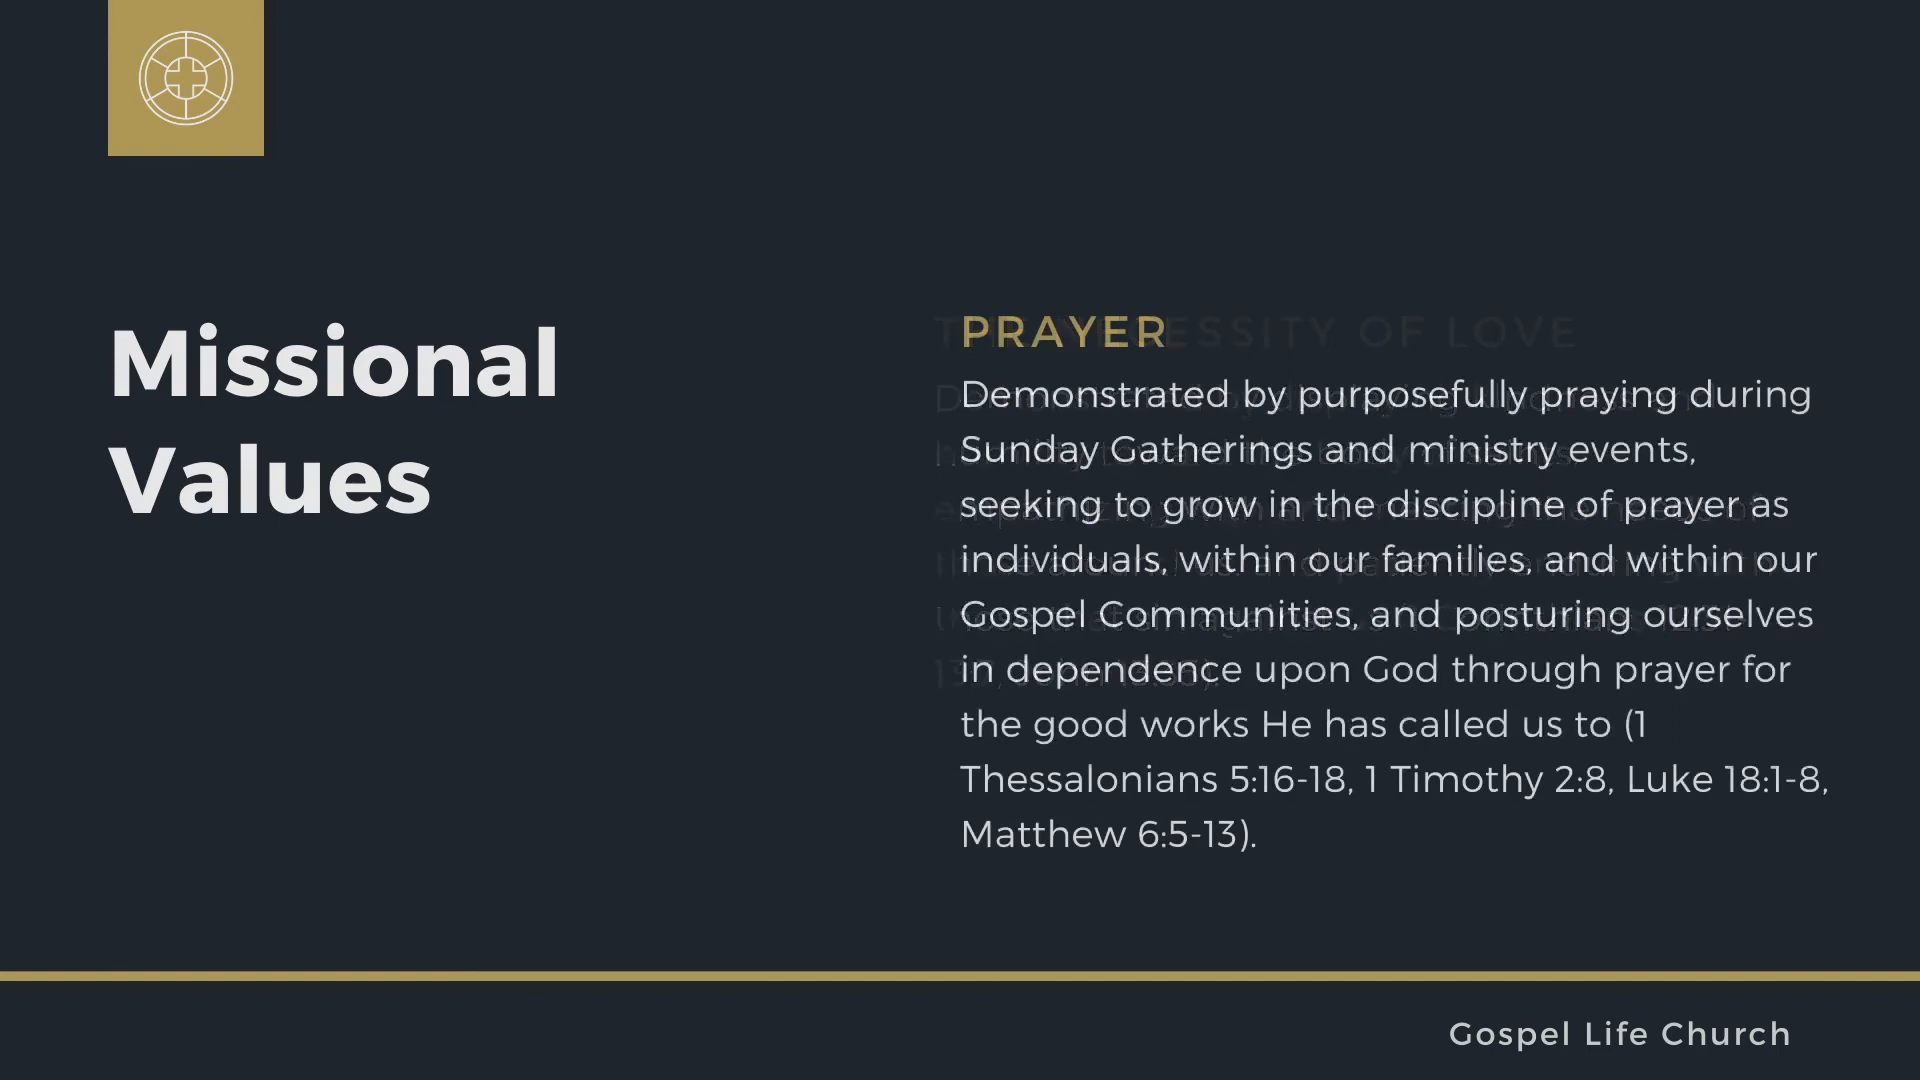 Missional
Values
PRAYER
Demonstrated by purposefully praying during
Sunday Gatherings and ministry events,
seeking to grow in the discipline of prayer as
individuals, within our families, and within our
Gospel Communities, and posturing ourselves
in dependence upon God through prayer for
the good works He has called us to (1
Thessalonians 5:16-18, 1 Timothy 2:8, Luke 18:1-8,
Matthew 6:5-13).
OF LOVE
Gospel Life Church